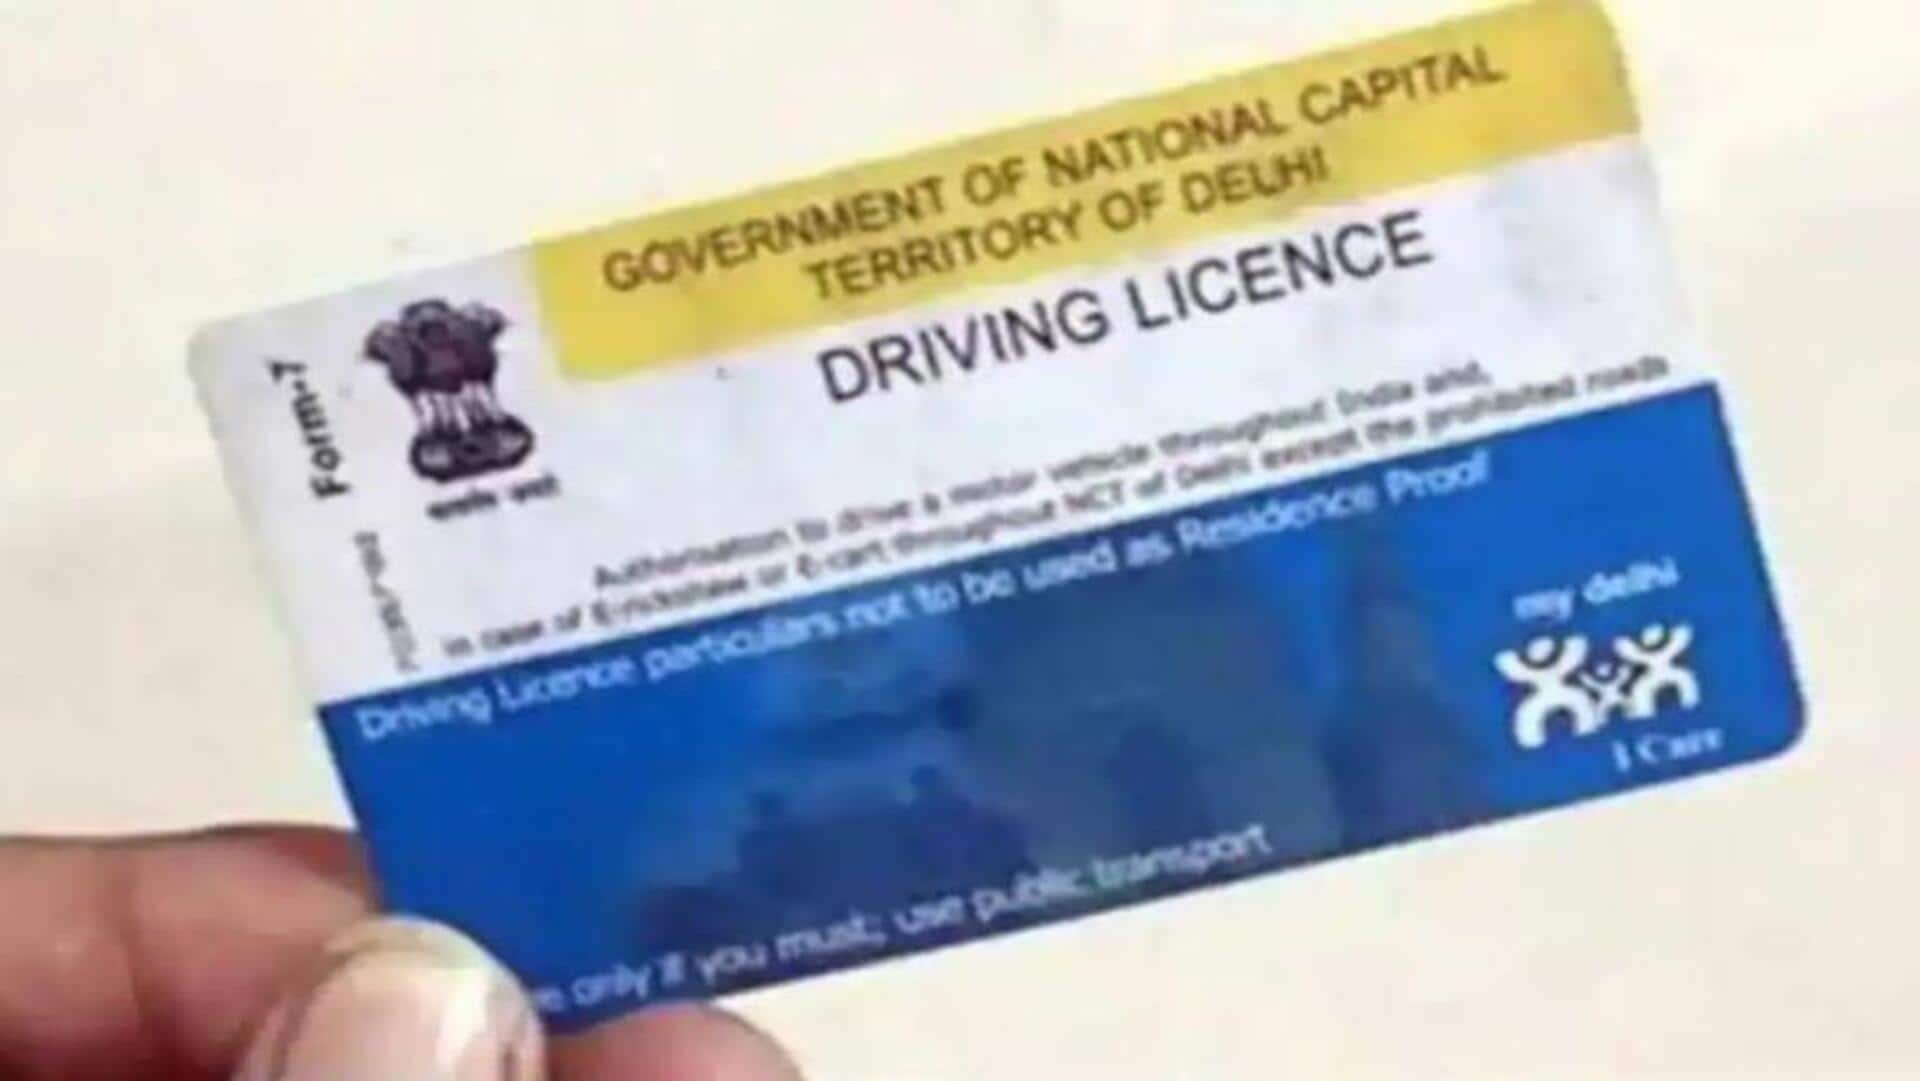 GOVERNMENT OF NATIONAL CAPITAL
TERRITORY OF DELHI
DRIVING LICENCE
Form-7
Authorisation to drive a motor vehicle throughout India and,
in case of E-rickshaw or E-cart throughout NCT of Delhi except the prohibited roads
Driving Licence particulars not to be used as Residence Proof
my delhi
I Care
e only if you must; use public transport